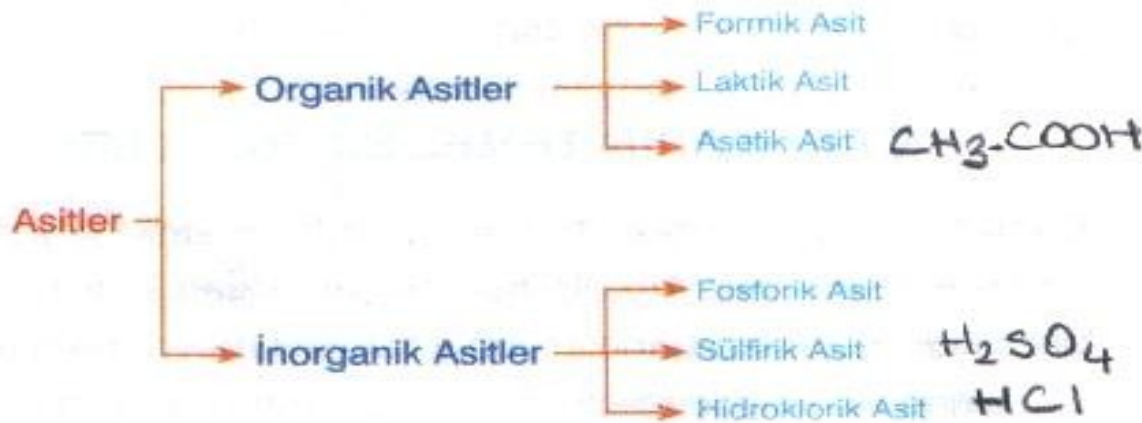 Formik Asit
Organik Asitler
Laktik Asit
Asetik Asit CH3-COOH
Asitler
Fosforik Asit
İnorganik Asitler
Sülfirik Asit H2SO4
Hidroklorik Asit HCl